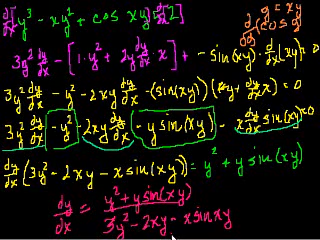 d/dx[y³ - xy² + cos xy] = d/dx[2]
g = xy
d/dg(cos g)
3y² dy/dx - [1·y² + 2y dy/dx · x] + -sin(xy) · d/dx[xy] = 0
3y² dy/dx - y² - 2xy dy/dx - (sin(xy))(1·y + dy/dx x) = 0
3y² dy/dx - y² - 2xy dy/dx - y sin(xy) - x dy/dx sin(xy) = 0
dy/dx (3y² - 2xy - x sin(xy)) = y² + y sin(xy)
dy/dx = y² + y sin(xy) / 3y² - 2xy - x sin xy